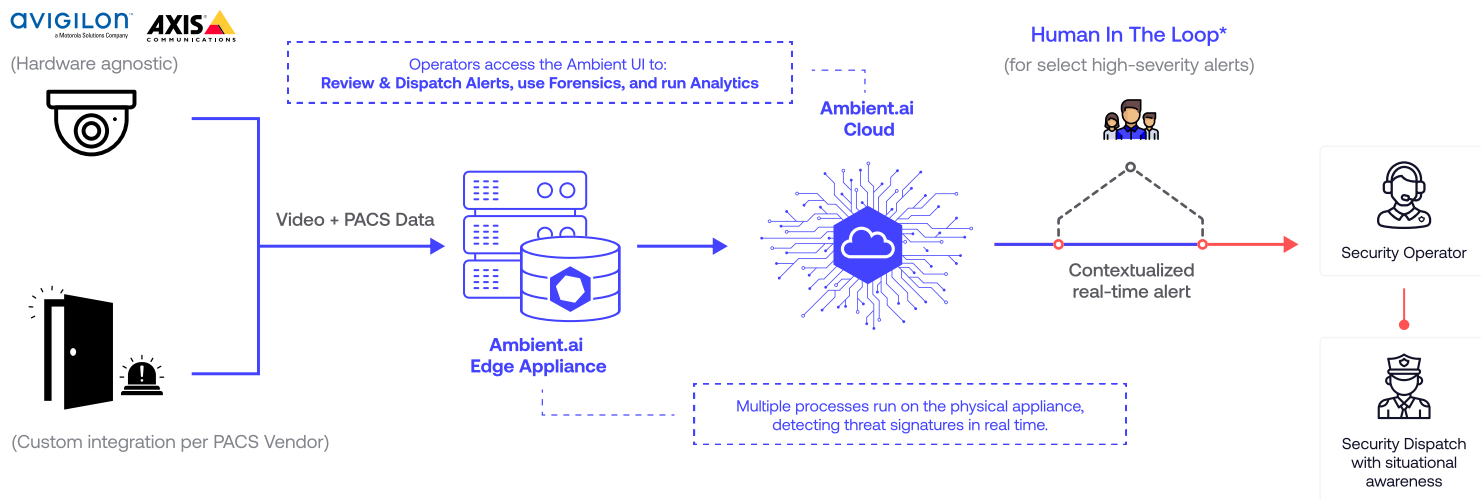 AVIGILON
a Motorola Solutions Company
AXIS
COMMUNICATIONS
(Hardware agnostic)
Operators access the Ambient UI to:
Review & Dispatch Alerts, use Forensics, and run Analytics
Human In The Loop*
(for select high-severity alerts)
Ambient.ai
Cloud
Video + PACS Data
Contextualized
real-time alert
Security Operator
Ambient.ai
Edge Appliance
Multiple processes run on the physical appliance,
detecting threat signatures in real time.
(Custom integration per PACS Vendor)
Security Dispatch
with situational
awareness